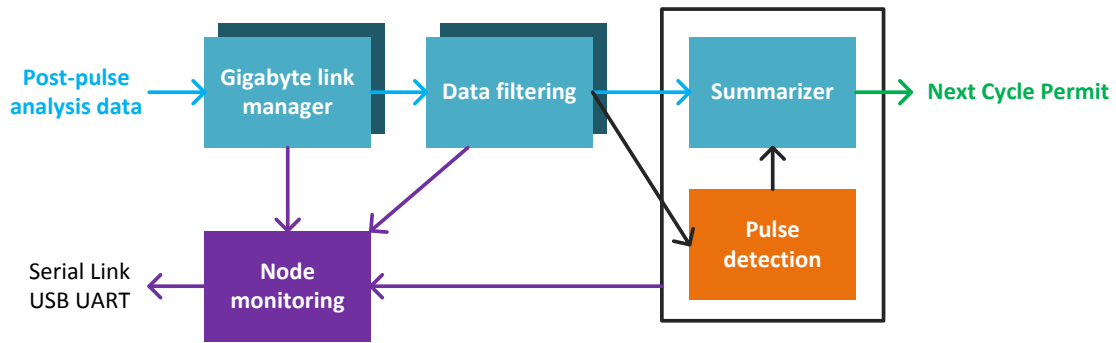 Post-pulse
analysis data
Gigabyte link
manager
Data filtering
Summarizer
Next Cycle Permit
Pulse
detection
Node
monitoring
Serial Link
USB UART